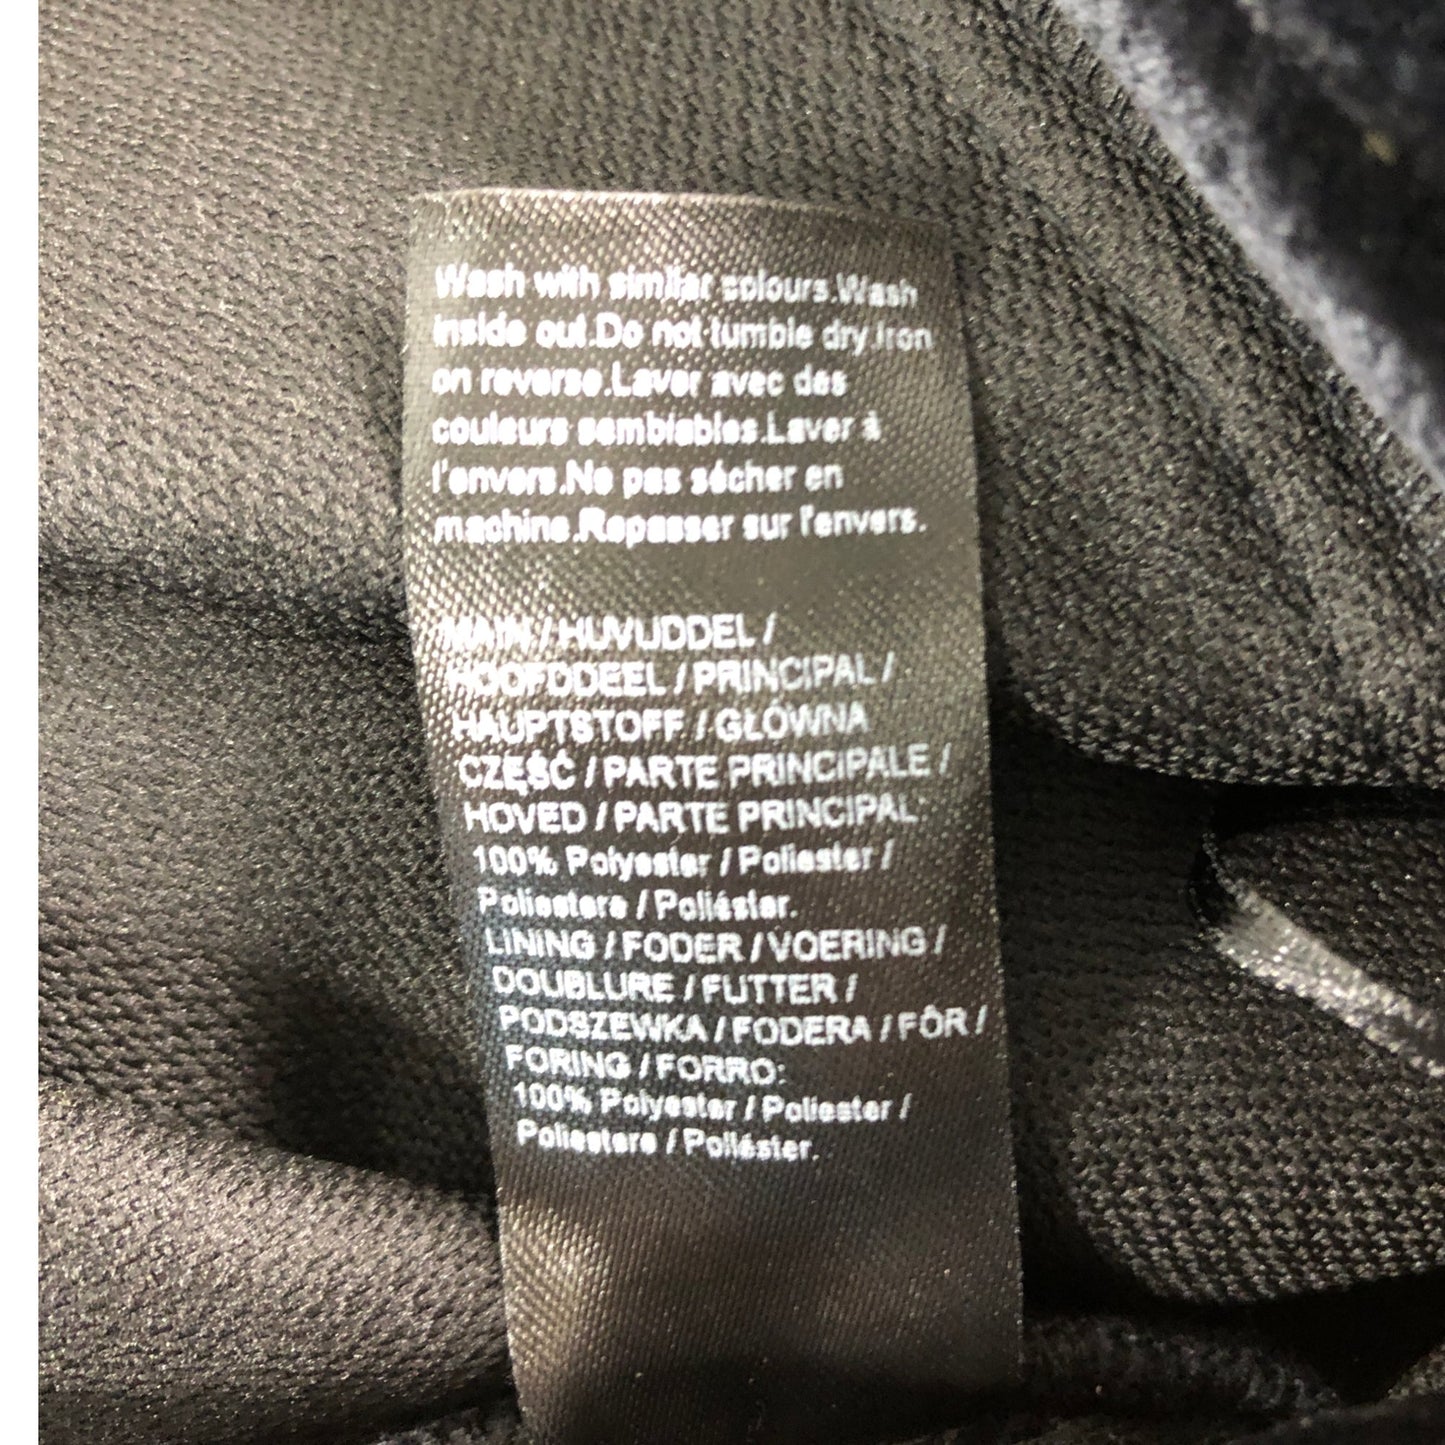 Wash with similar colours.Wash
inside out.Do not tumble dry.Iron
on reverse.Laver avec des
couleurs semblables.Laver à
l'envers.Ne pas sécher en
machine.Repasser sur l'envers.
MAIN / HUVUDDEL /
HOOFDDEEL / PRINCIPAL /
HAUPTSTOFF / GŁÓWNA
CZĘŚĆ / PARTE PRINCIPALE /
HOVED / PARTE PRINCIPAL:
100% Polyester / Poliester /
Poliestere / Poliéster.
LINING / FODER / VOERING /
DOUBLURE / FUTTER /
PODSZEWKA / FODERA / FÔR /
FORING / FORRO:
100% Polyester / Poliester /
Poliestere / Poliéster.